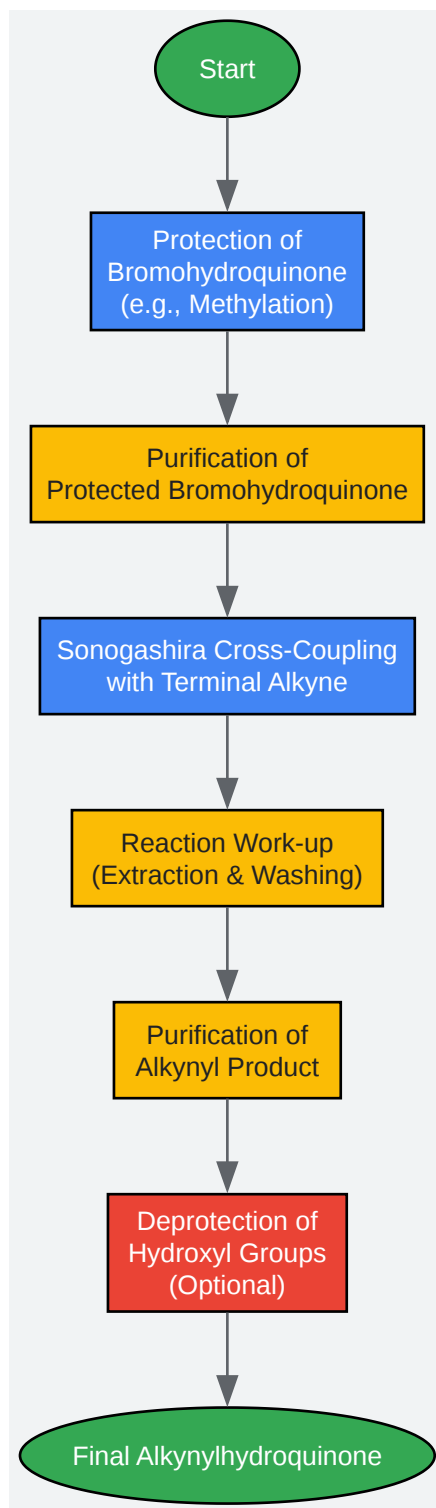 Start
Protection of
Bromohydroquinone
(e.g., Methylation)
Purification of
Protected Bromohydroquinone
Sonogashira Cross-Coupling
with Terminal Alkyne
Reaction Work-up
(Extraction & Washing)
Purification of
Alkynyl Product
Deprotection of
Hydroxyl Groups
(Optional)
Final Alkynylhydroquinone